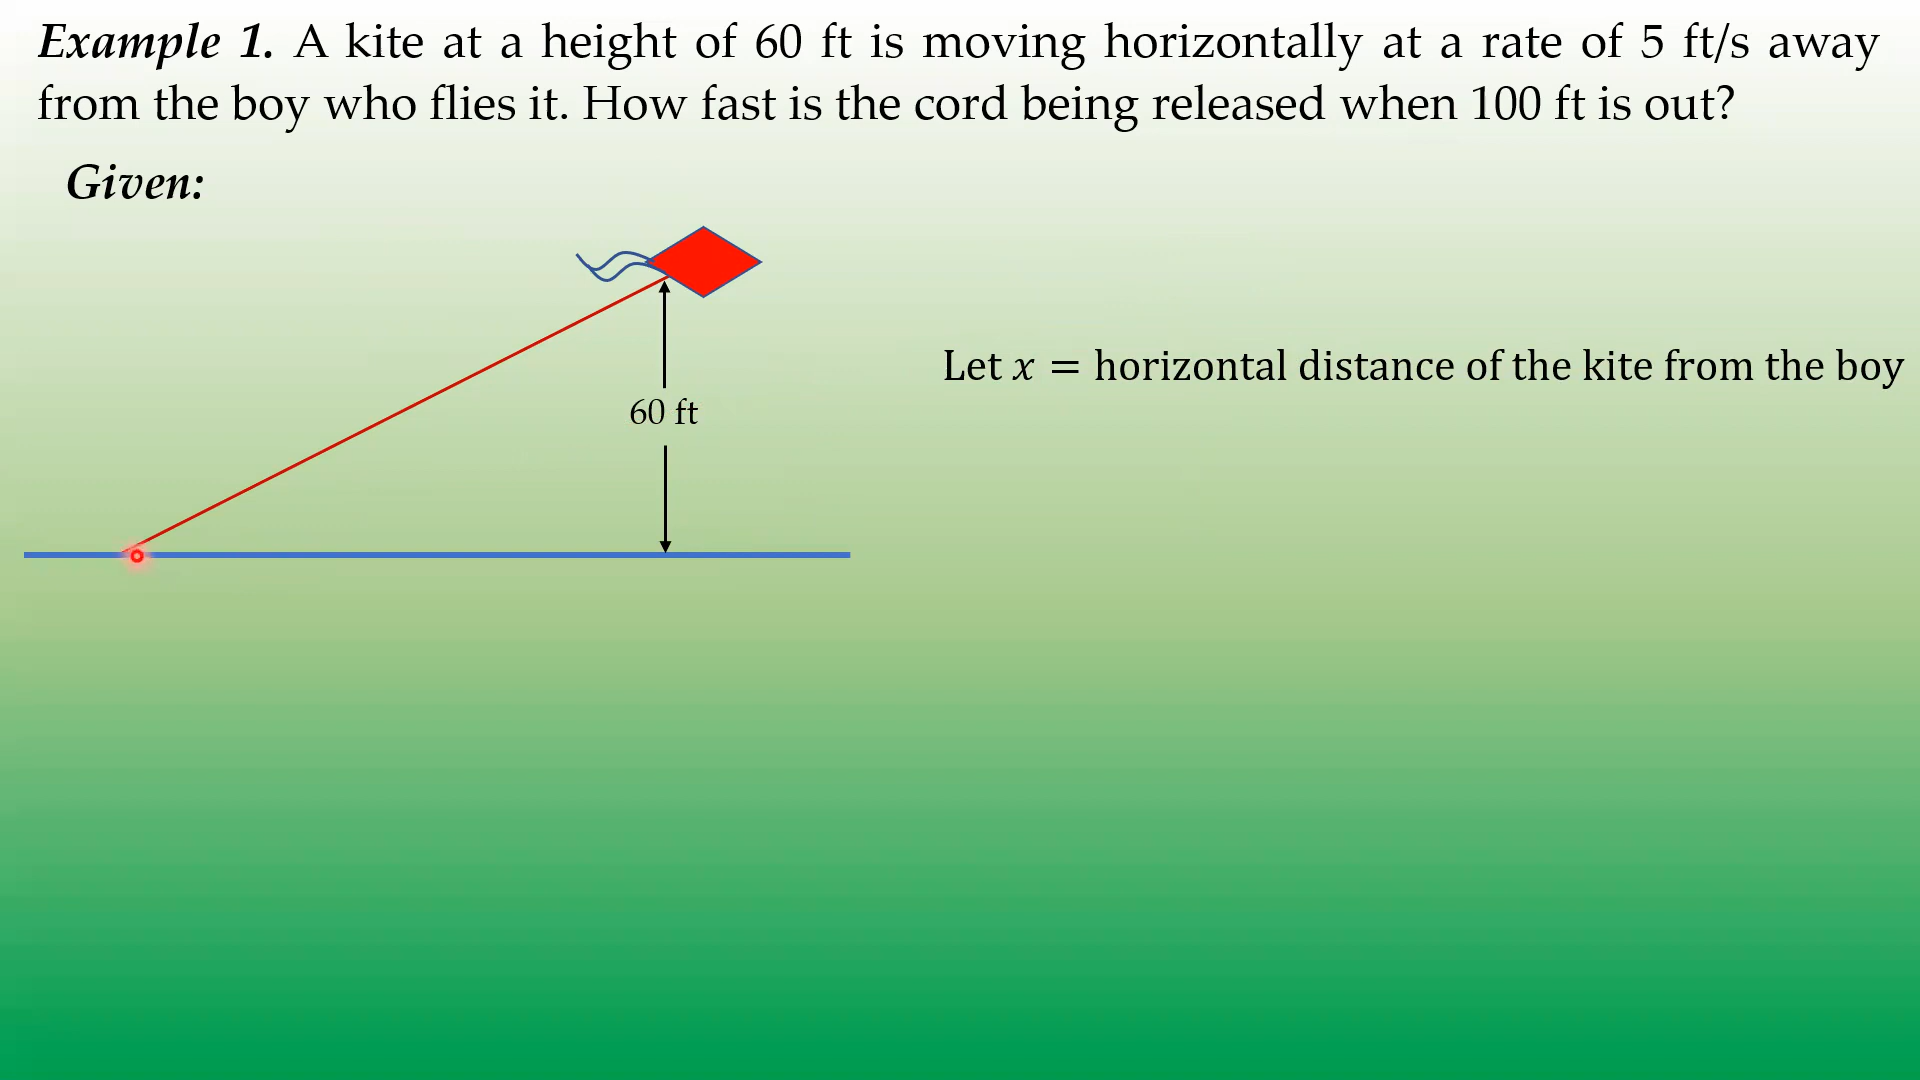 Example 1. A kite at a height of 60 ft is moving horizontally at a rate of 5 ft/s away
from the boy who flies it. How fast is the cord being released when 100 ft is out?
Given:
Let x = horizontal distance of the kite from the boy
60 ft